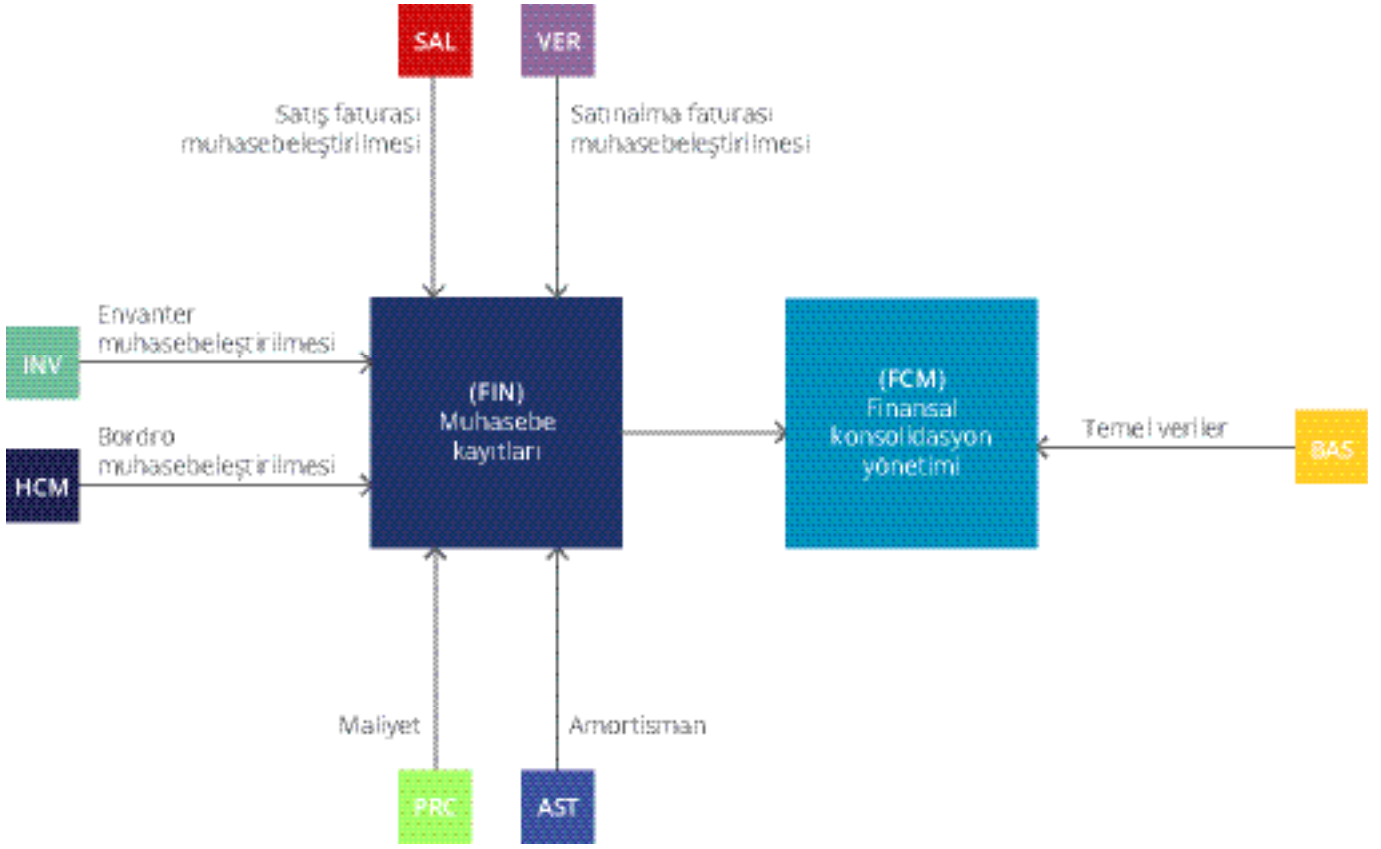 SAL
VER
Satış faturası
muhasebeleştirilmesi
Satınalma faturası
muhasebeleştirilmesi
Envanter
muhasebeleştirilmesi
INV
Bordro
muhasebeleştirilmesi
HCM
(FIN)
Muhasebe
kayıtları
(FCM)
Finansal
konsolidasyon
yönetimi
Temel veriler
BAS
Maliyet
Amortisman
PRC
AST